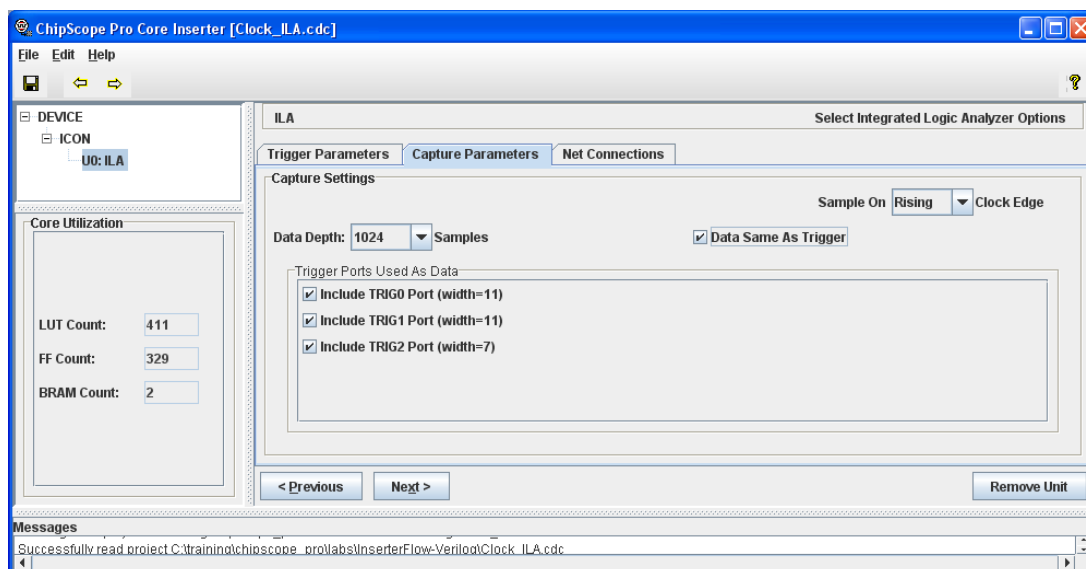 ChipScope Pro Core Inserter [Clock_ILA.cdc]
File Edit Help
DEVICE
ICON
U0: ILA
ILA Select Integrated Logic Analyzer Options
Trigger Parameters Capture Parameters Net Connections
Capture Settings
Sample On Rising Clock Edge
Data Depth: 1024 Samples Data Same As Trigger
Trigger Ports Used As Data
Include TRIG0 Port (width=11)
Include TRIG1 Port (width=11)
Include TRIG2 Port (width=7)
Core Utilization
LUT Count: 411
FF Count: 329
BRAM Count: 2
< Previous Next > Remove Unit
Messages
Successfully read project C:\training\chipscope_pro\labs\InserterFlow-Verilog\Clock_ILA.cdc